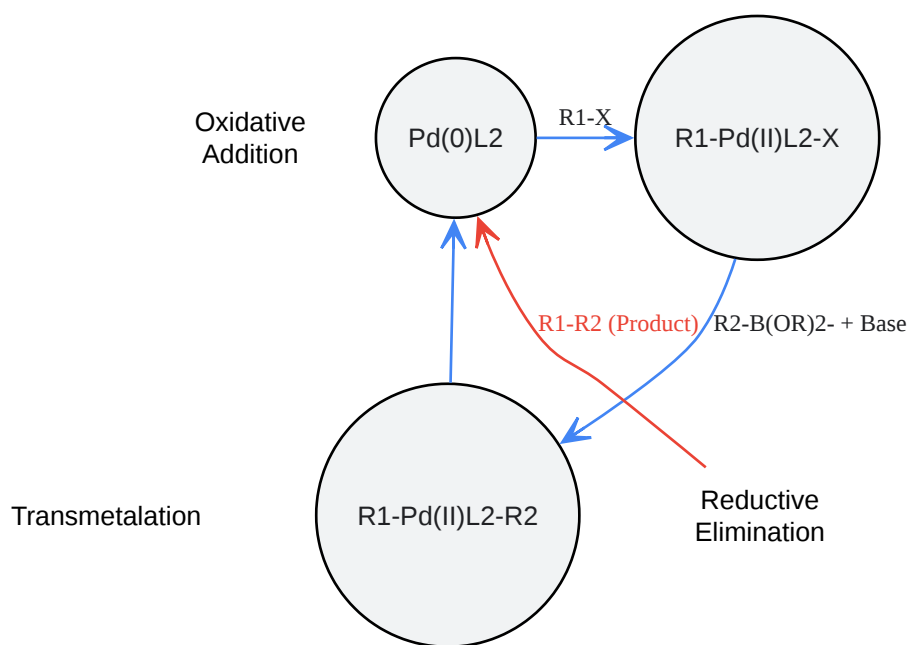 Oxidative
Addition
Pd(0)L2
R1-X
R1-Pd(II)L2-X
R1-R2 (Product)
R2-B(OR)2- + Base
Transmetalation
R1-Pd(II)L2-R2
Reductive
Elimination